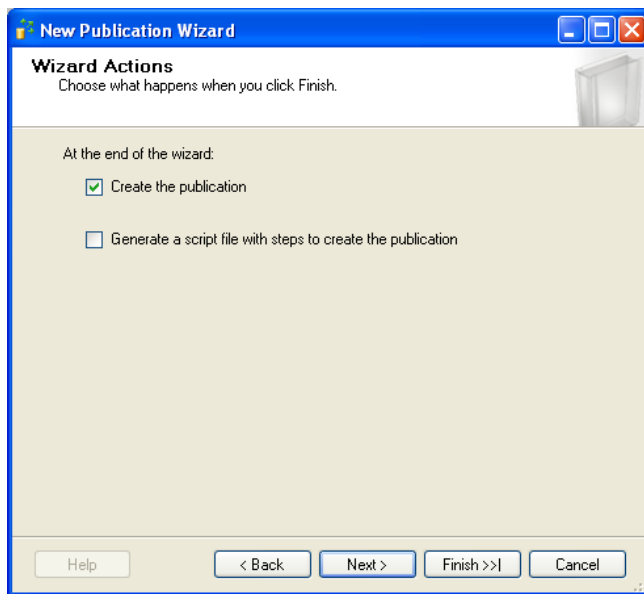 New Publication Wizard
Wizard Actions
Choose what happens when you click Finish.
At the end of the wizard:
Create the publication
Generate a script file with steps to create the publication
Help
< Back
Next >
Finish >>|
Cancel